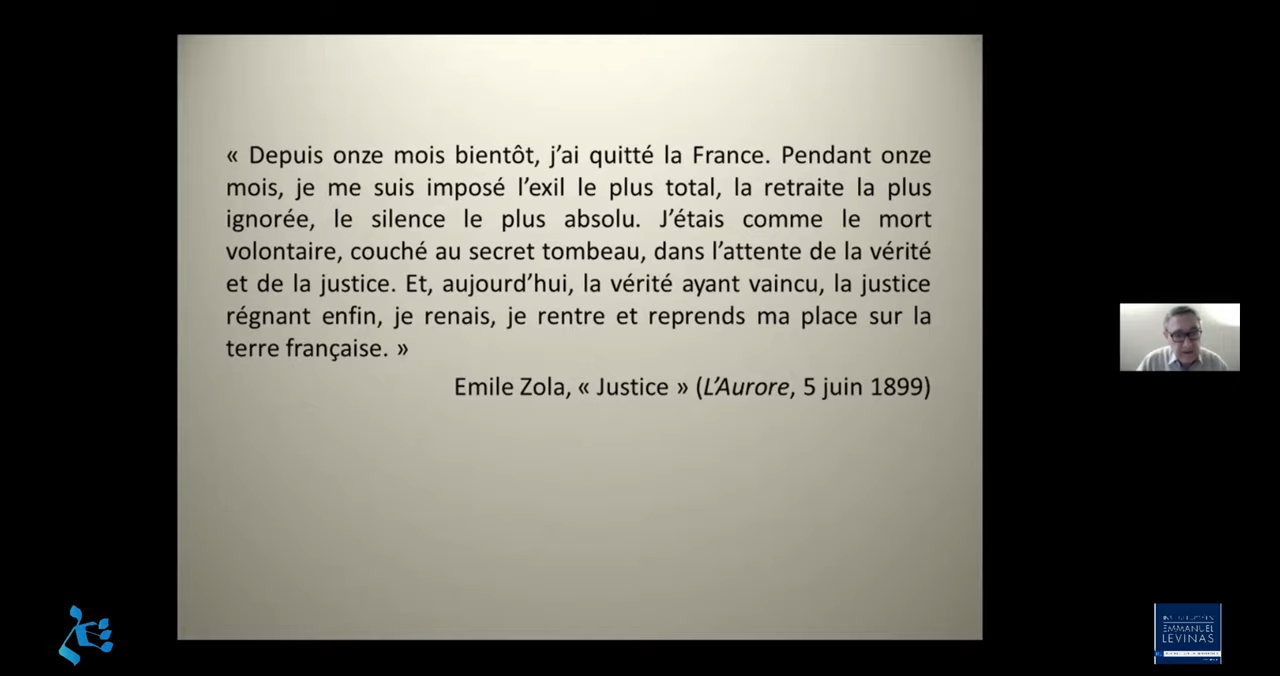 « Depuis onze mois bientôt, j’ai quitté la France. Pendant onze
mois, je me suis imposé l’exil le plus total, la retraite la plus
ignorée, le silence le plus absolu. J’étais comme le mort
volontaire, couché au secret tombeau, dans l’attente de la vérité
et de la justice. Et, aujourd’hui, la vérité ayant vaincu, la justice
régnant enfin, je renais, je rentre et reprends ma place sur la
terre française. »
Emile Zola, « Justice » (L’Aurore, 5 juin 1899)
EMMANUEL
LEVINAS